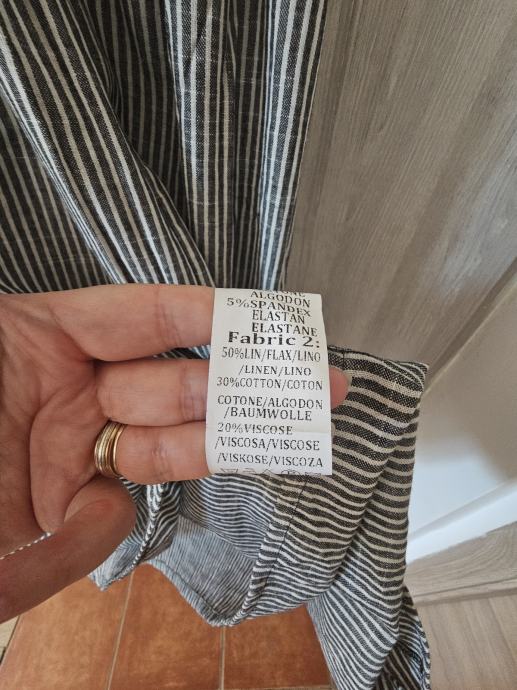 ALGODON
5%SPANDEX
ELASTAN
ELASTANE
Fabric 2:
50%LIN/FLAX/LINO
/LINEN/LINO
30%COTTON/COTON
COTONE/ALGODON
/BAUMWOLLE
20%VISCOSE
/VISCOSA/VISCOSE
/VISKOSE/VISCOZA